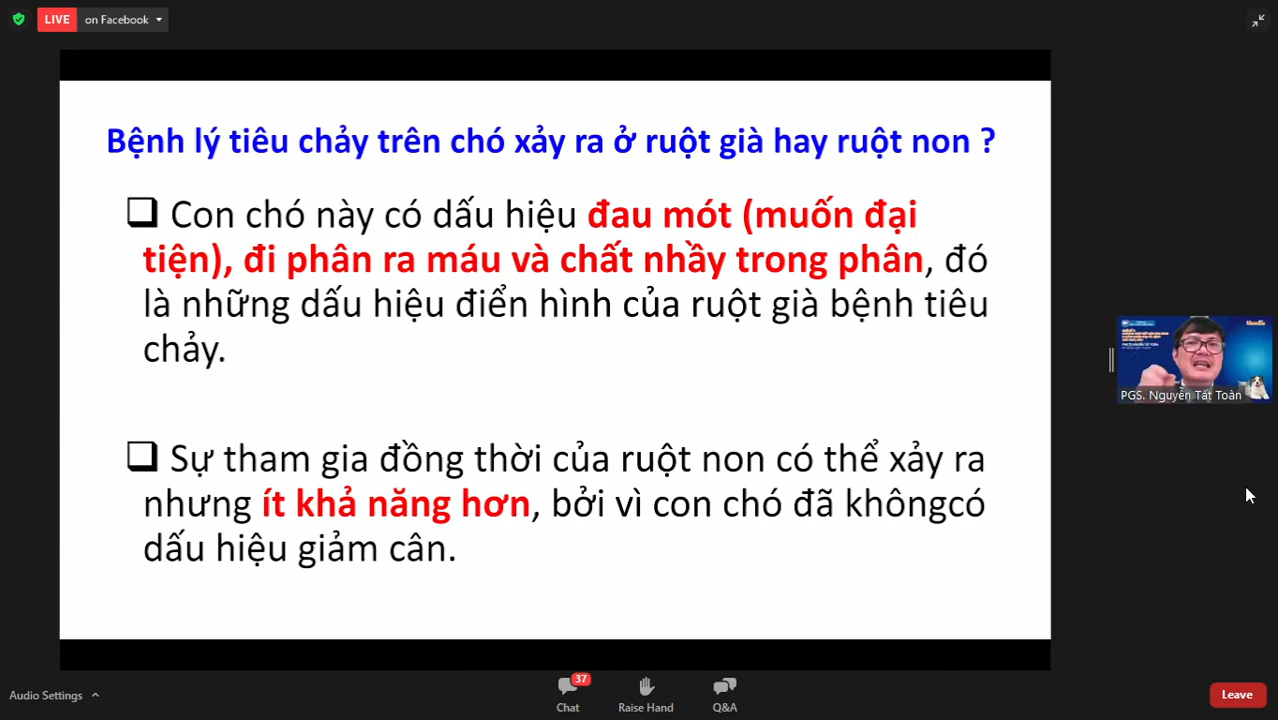 LIVE on Facebook
Bệnh lý tiêu chảy trên chó xảy ra ở ruột già hay ruột non ?
Con chó này có dấu hiệu đau mót (muốn đại
tiện), đi phân ra máu và chất nhầy trong phân, đó
là những dấu hiệu điển hình của ruột già bệnh tiêu
chảy.
PGS. Nguyễn Tất Toàn
Sự tham gia đồng thời của ruột non có thể xảy ra
nhưng ít khả năng hơn, bởi vì con chó đã khôngcó
dấu hiệu giảm cân.
Audio Settings
37
Chat
Raise Hand
Q&A
Leave